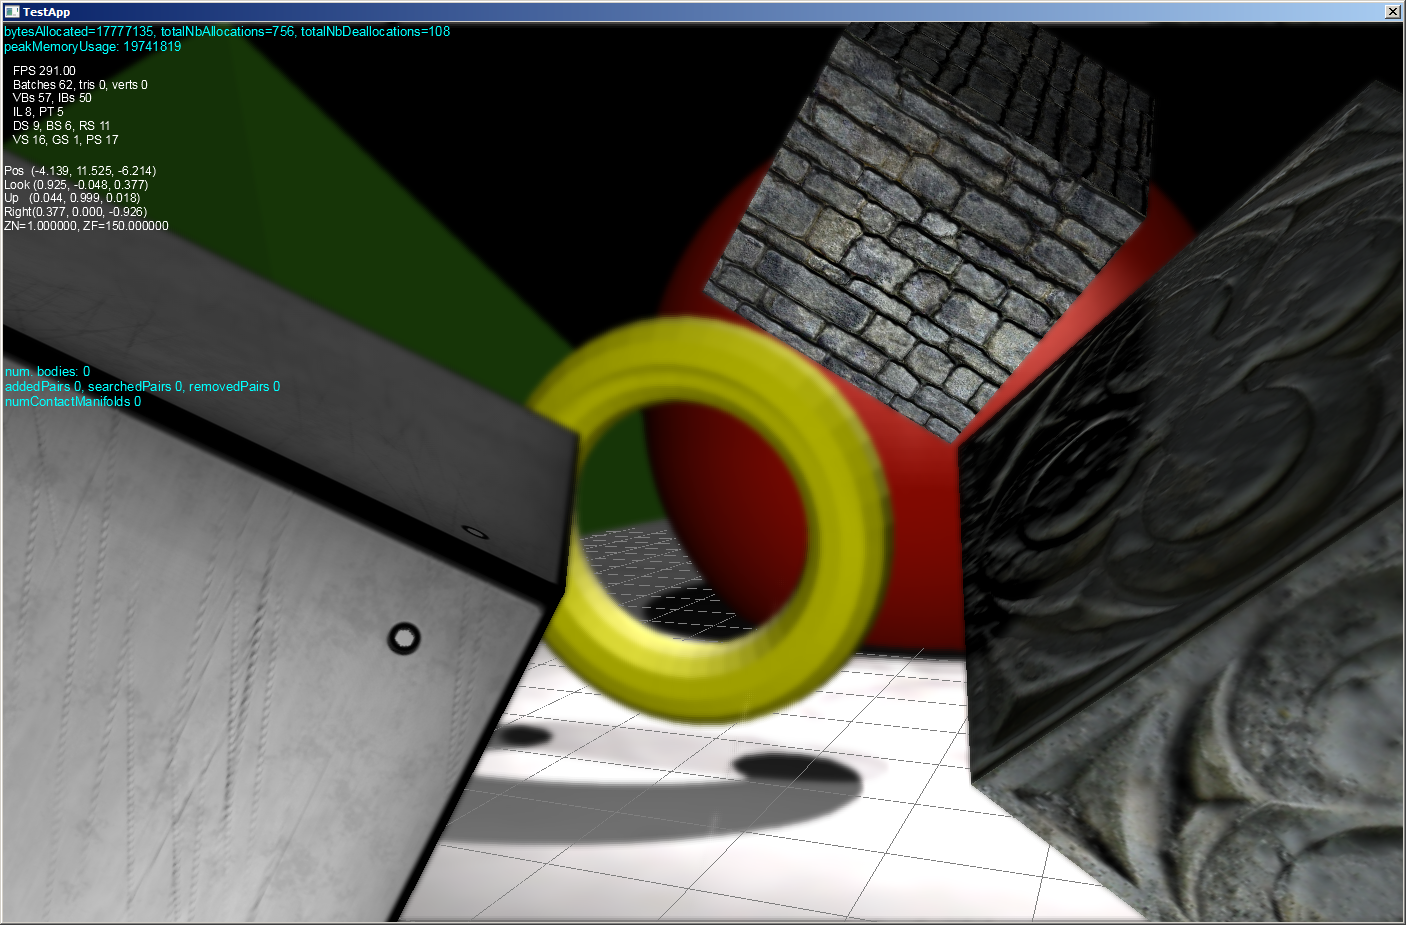 TestApp
bytesAllocated=17777135, totalNbAllocations=756, totalNbDeallocations=108
peakMemoryUsage: 19741819
FPS 291.00
Batches 62, tris 0, verts 0
VBs 57, IBs 50
IL 8, PT 5
DS 9, BS 6, RS 11
VS 16, GS 1, PS 17
Pos (-4.139, 11.525, -6.214)
Look (0.925, -0.048, 0.377)
Up (0.044, 0.999, 0.018)
Right(0.377, 0.000, -0.926)
ZN=1.000000, ZF=150.000000
num. bodies: 0
addedPairs 0, searchedPairs 0, removedPairs 0
numContactManifolds 0